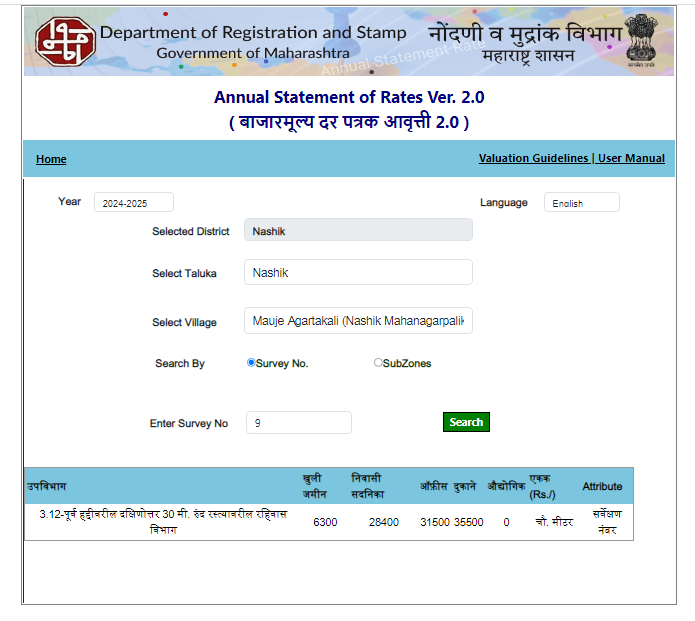 Department of Registration and Stamp
Government of Maharashtra
नोंदणी व मुद्रांक विभाग
महाराष्ट्र शासन
Annual Statement Rate
Annual Statement of Rates Ver. 2.0
( बाजारमूल्य दर पत्रक आवृत्ती 2.0 )
Home
Valuation Guidelines | User Manual
Year 2024-2025 Language English
Selected District Nashik
Select Taluka Nashik
Select Village Mauje Agartakali (Nashik Mahanagarpalik
Search By Survey No. SubZones
Enter Survey No 9 Search
उपविभाग खुली जमीन निवासी सदनिका ऑफ़ीस दुकाने औद्योगिक एकक (Rs./) Attribute
3.12-पूर्व हद्दीवरील दक्षिणोत्तर 30 मी. रुंद रस्त्यावरील रहिवास विभाग 6300 28400 31500 35500 0 चौ. मीटर सर्वेक्षण नंबर